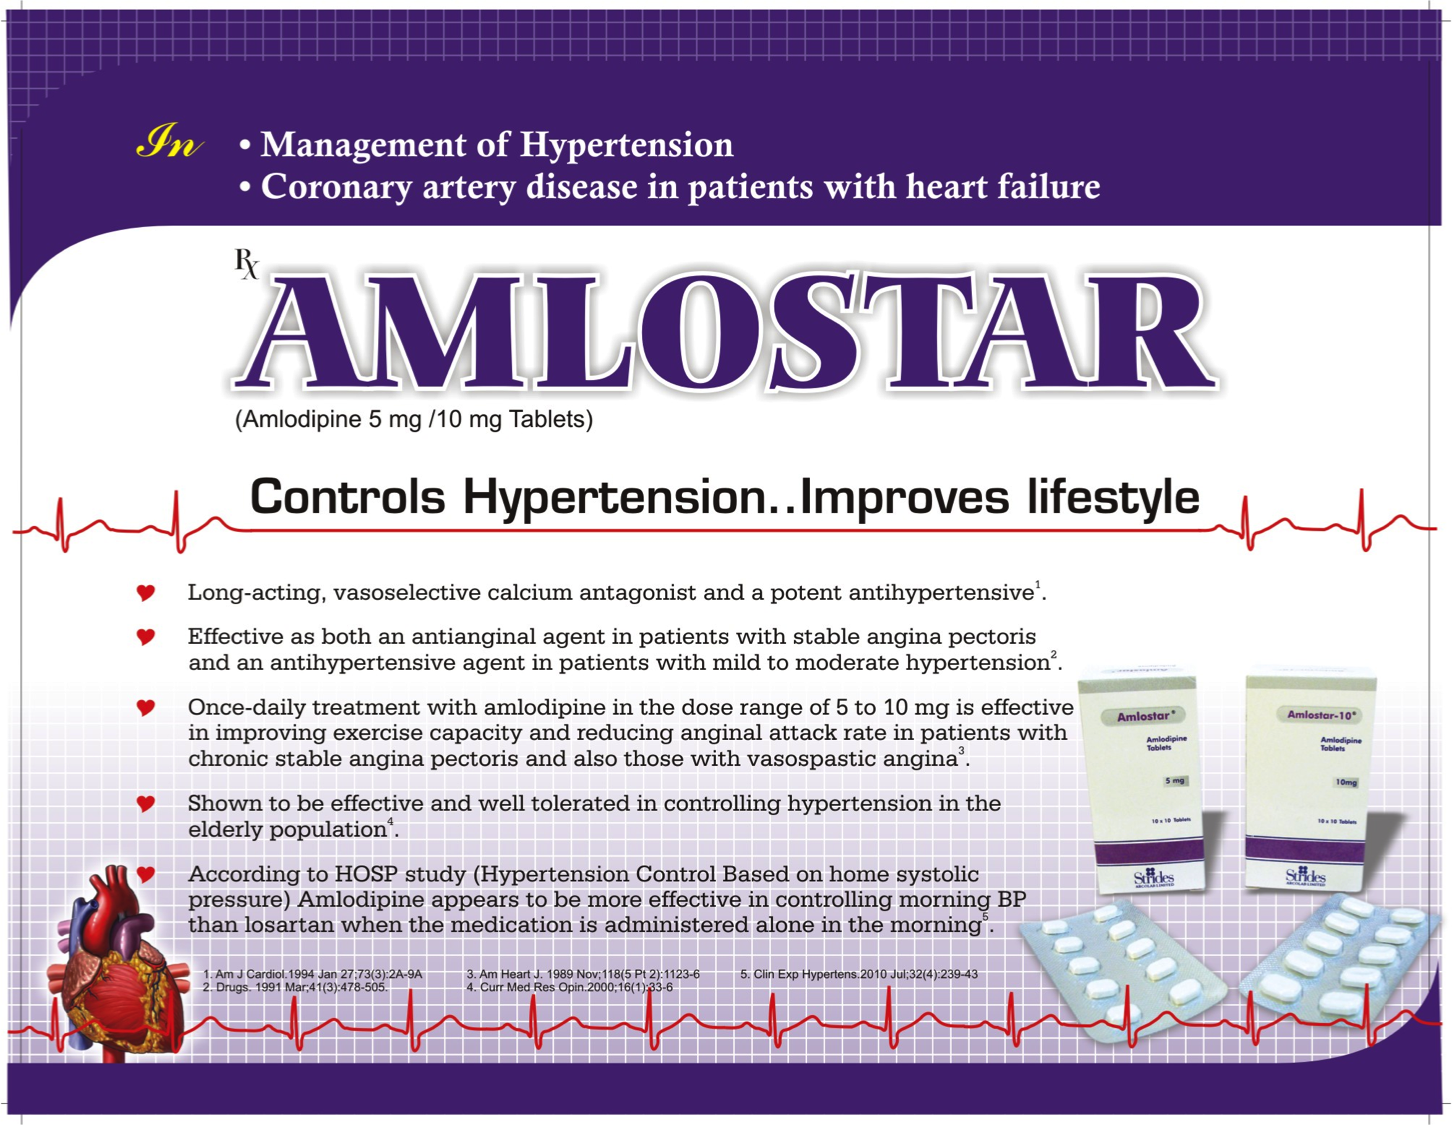 In
• Management of Hypertension
• Coronary artery disease in patients with heart failure
Rx
AMLOSTAR
(Amlodipine 5 mg /10 mg Tablets)
Controls Hypertension..Improves lifestyle
Long-acting, vasoselective calcium antagonist and a potent antihypertensive1.
Effective as both an antianginal agent in patients with stable angina pectoris
and an antihypertensive agent in patients with mild to moderate hypertension2.
Once-daily treatment with amlodipine in the dose range of 5 to 10 mg is effective
in improving exercise capacity and reducing anginal attack rate in patients with
chronic stable angina pectoris and also those with vasospastic angina3.
Shown to be effective and well tolerated in controlling hypertension in the
elderly population4.
According to HOSP study (Hypertension Control Based on home systolic
pressure) Amlodipine appears to be more effective in controlling morning BP
than losartan when the medication is administered alone in the morning5.
1. Am J Cardiol.1994 Jan 27;73(3):2A-9A
2. Drugs. 1991 Mar;41(3):478-505.
3. Am Heart J. 1989 Nov;118(5 Pt 2):1123-6
4. Curr Med Res Opin.2000;16(1):33-6
5. Clin Exp Hypertens.2010 Jul;32(4):239-43
Amlostar®
Amlodipine
Tablets
5 mg
10 x 10 Tablets
Strides
ARCOLAB LIMITED
Amlostar-10®
Amlodipine
Tablets
10mg
10 x 10 Tablets
Strides
ARCOLAB LIMITED